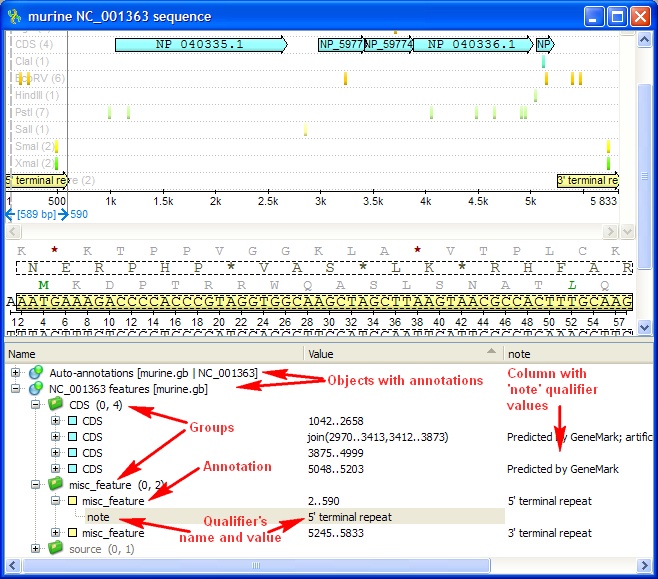 murine NC_001363 sequence
CDS (4)
NP 040335.1
NP_5977
NP_59774
NP 040336.1
NP
ClaI (1)
EcoRV (6)
HindIII (1)
PstI (7)
SalI (1)
SmaI (2)
XmaI (2)
5' terminal repe
re (2)
3' terminal re
1 500 1k 1.5k 2k 2.5k 3k 3.5k 4k 4.5k 5k 5 833
[589 bp] 590
K * K T P P V G G K L A * V T P L C K
N E R P H P * V A S * L K * R H F A R
M K D P T R R W Q A S L S N A T L Q
AAATGAAAGACCCCACCCGTAGGTGGCAAGCTAGCTTAAGTAACGCCACTTTGCAAG
12 4 6 8 10 12 14 16 18 20 22 24 26 28 30 32 34 36 38 40 42 44 46 48 50 52 54 57
Name Value note
Auto-annotations [murine.gb | NC_001363]
NC_001363 features [murine.gb]
Objects with annotations
Column with
'note' qualifier
values
CDS (0, 4)
CDS 1042..2658
Groups
CDS join(2970..3413,3412..3873) Predicted by GeneMark; artific
CDS 3875..4999
Annotation
CDS 5048..5203 Predicted by GeneMark
misc_feature (0, 2)
misc_feature 2..590 5' terminal repeat
note 5' terminal repeat
Qualifier's
name and value
misc_feature 5245..5833 3' terminal repeat
source (0, 1)